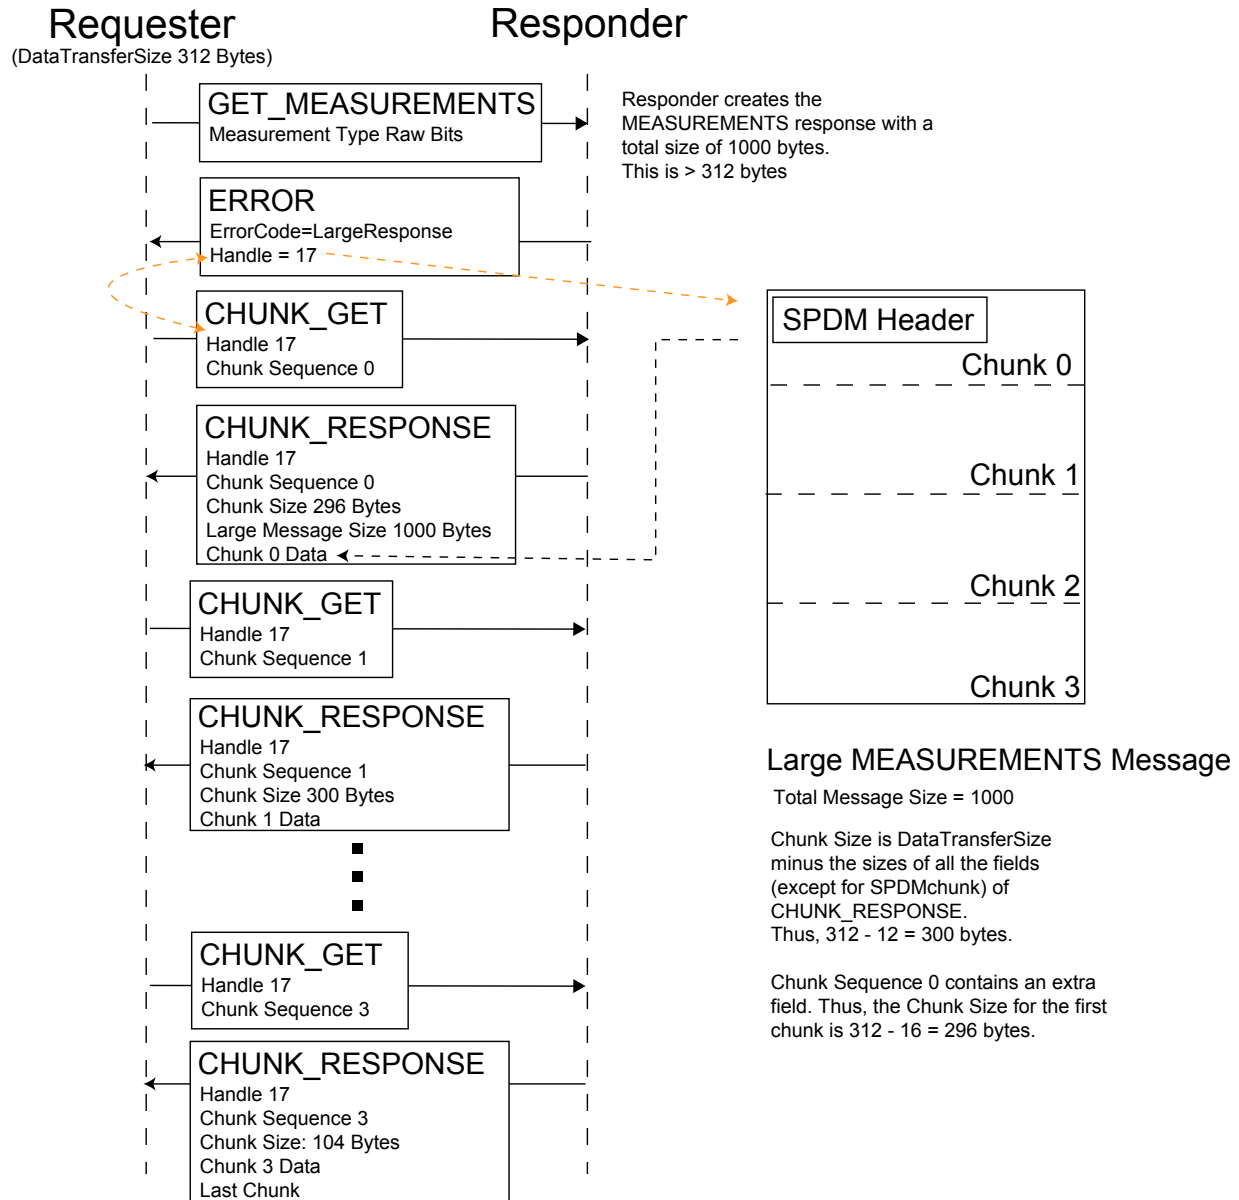 Requester
(DataTransferSize 312 Bytes)
Responder
GET_MEASUREMENTS
Measurement Type Raw Bits
Responder creates the
MEASUREMENTS response with a
total size of 1000 bytes.
This is > 312 bytes
ERROR
ErrorCode=LargeResponse
Handle = 17
CHUNK_GET
Handle 17
Chunk Sequence 0
CHUNK_RESPONSE
Handle 17
Chunk Sequence 0
Chunk Size 296 Bytes
Large Message Size 1000 Bytes
Chunk 0 Data
CHUNK_GET
Handle 17
Chunk Sequence 1
CHUNK_RESPONSE
Handle 17
Chunk Sequence 1
Chunk Size 300 Bytes
Chunk 1 Data
CHUNK_GET
Handle 17
Chunk Sequence 3
CHUNK_RESPONSE
Handle 17
Chunk Sequence 3
Chunk Size: 104 Bytes
Chunk 3 Data
Last Chunk
SPDM Header
Chunk 0
Chunk 1
Chunk 2
Chunk 3
Large MEASUREMENTS Message
Total Message Size = 1000
Chunk Size is DataTransferSize
minus the sizes of all the fields
(except for SPDMchunk) of
CHUNK_RESPONSE.
Thus, 312 - 12 = 300 bytes.
Chunk Sequence 0 contains an extra
field. Thus, the Chunk Size for the first
chunk is 312 - 16 = 296 bytes.